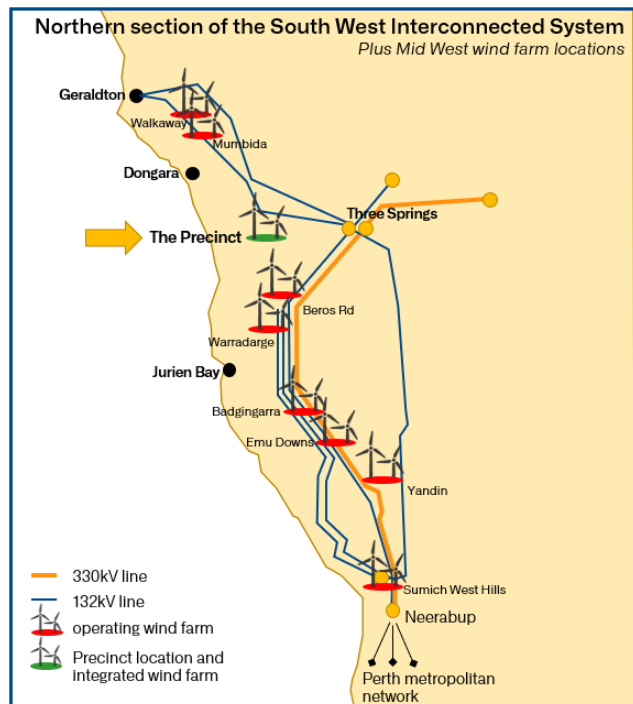 Northern section of the South West Interconnected System
Plus Mid West wind farm locations
Geraldton
Walkaway
Mumbida
Dongara
Three Springs
The Precinct
Beros Rd
Warradarge
Jurien Bay
Badgingarra
Emu Downs
Yandin
330kV line
132kV line
Sumich West Hills
operating wind farm
Neerabup
Precinct location and
integrated wind farm
Perth metropolitan
network